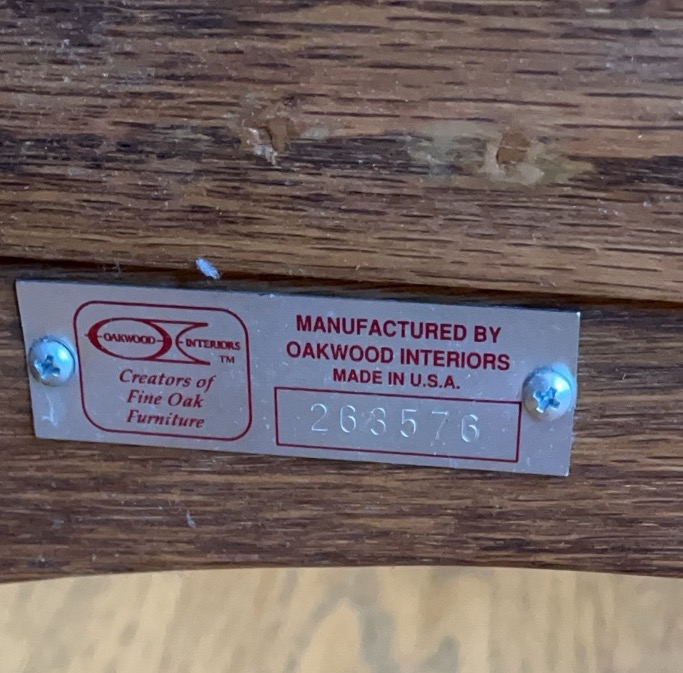 OAKWOOD INTERIORS
TM
Creators of
Fine Oak
Furniture
MANUFACTURED BY
OAKWOOD INTERIORS
MADE IN U.S.A.
263576